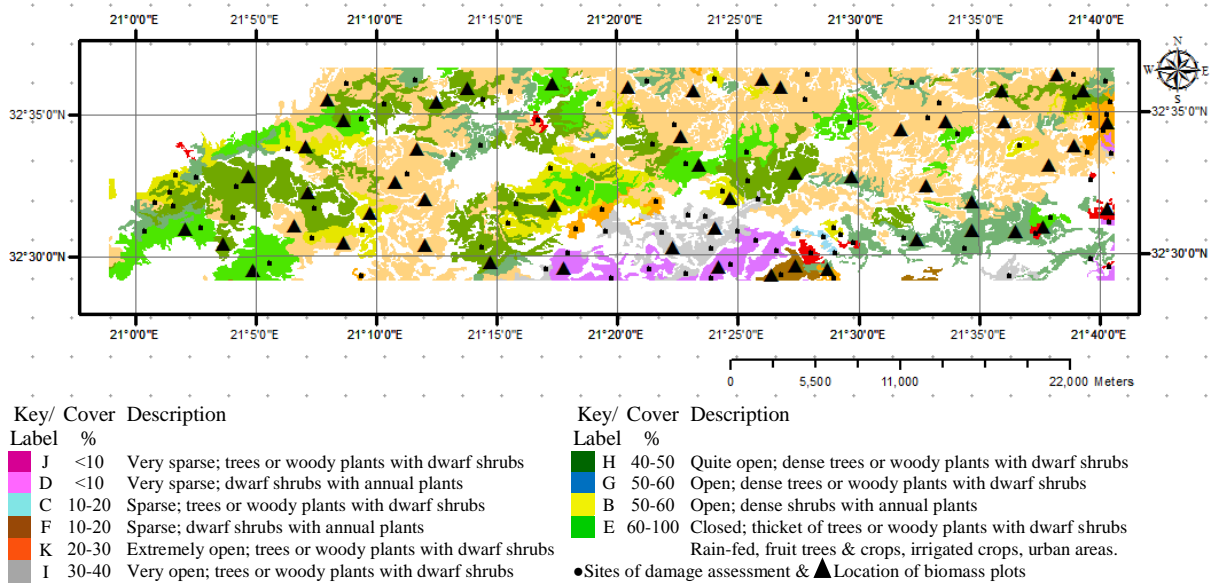 21°0'0"E 21°5'0"E 21°10'0"E 21°15'0"E 21°20'0"E 21°25'0"E 21°30'0"E 21°35'0"E 21°40'0"E
N
W E
S
32°35'0"N 32°35'0"N
32°30'0"N 32°30'0"N
21°0'0"E 21°5'0"E 21°10'0"E 21°15'0"E 21°20'0"E 21°25'0"E 21°30'0"E 21°35'0"E 21°40'0"E
0 5,500 11,000 22,000 Meters
Key/ Cover Description
Label %
J <10 Very sparse; trees or woody plants with dwarf shrubs
D <10 Very sparse; dwarf shrubs with annual plants
C 10-20 Sparse; trees or woody plants with dwarf shrubs
F 10-20 Sparse; dwarf shrubs with annual plants
K 20-30 Extremely open; trees or woody plants with dwarf shrubs
I 30-40 Very open; trees or woody plants with dwarf shrubs
Key/ Cover Description
Label %
H 40-50 Quite open; dense trees or woody plants with dwarf shrubs
G 50-60 Open; dense trees or woody plants with dwarf shrubs
B 50-60 Open; dense shrubs with annual plants
E 60-100 Closed; thicket of trees or woody plants with dwarf shrubs
Rain-fed, fruit trees & crops, irrigated crops, urban areas.
●Sites of damage assessment & ▲Location of biomass plots